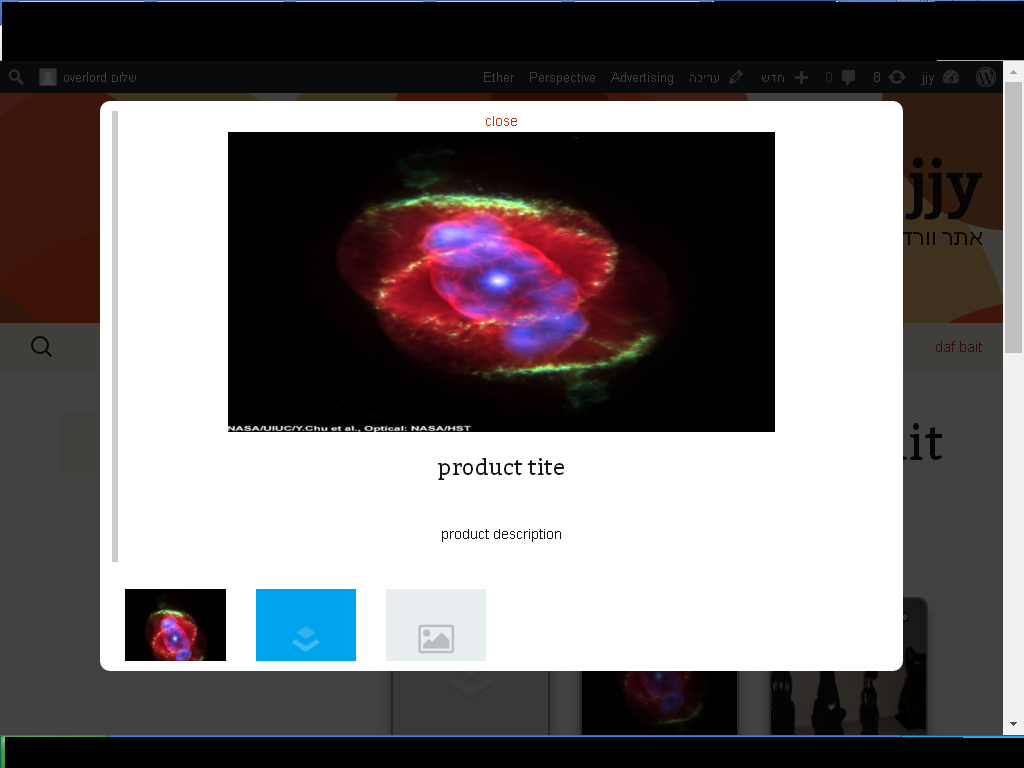 overlord שלום
Ether
Perspective
Advertising
עריכה
חדש
0
8
jjy
close
jjy
אתר וורד
NASA/UIUC/Y.Chu et al., Optical: NASA/HST
daf bait
product tite
product description